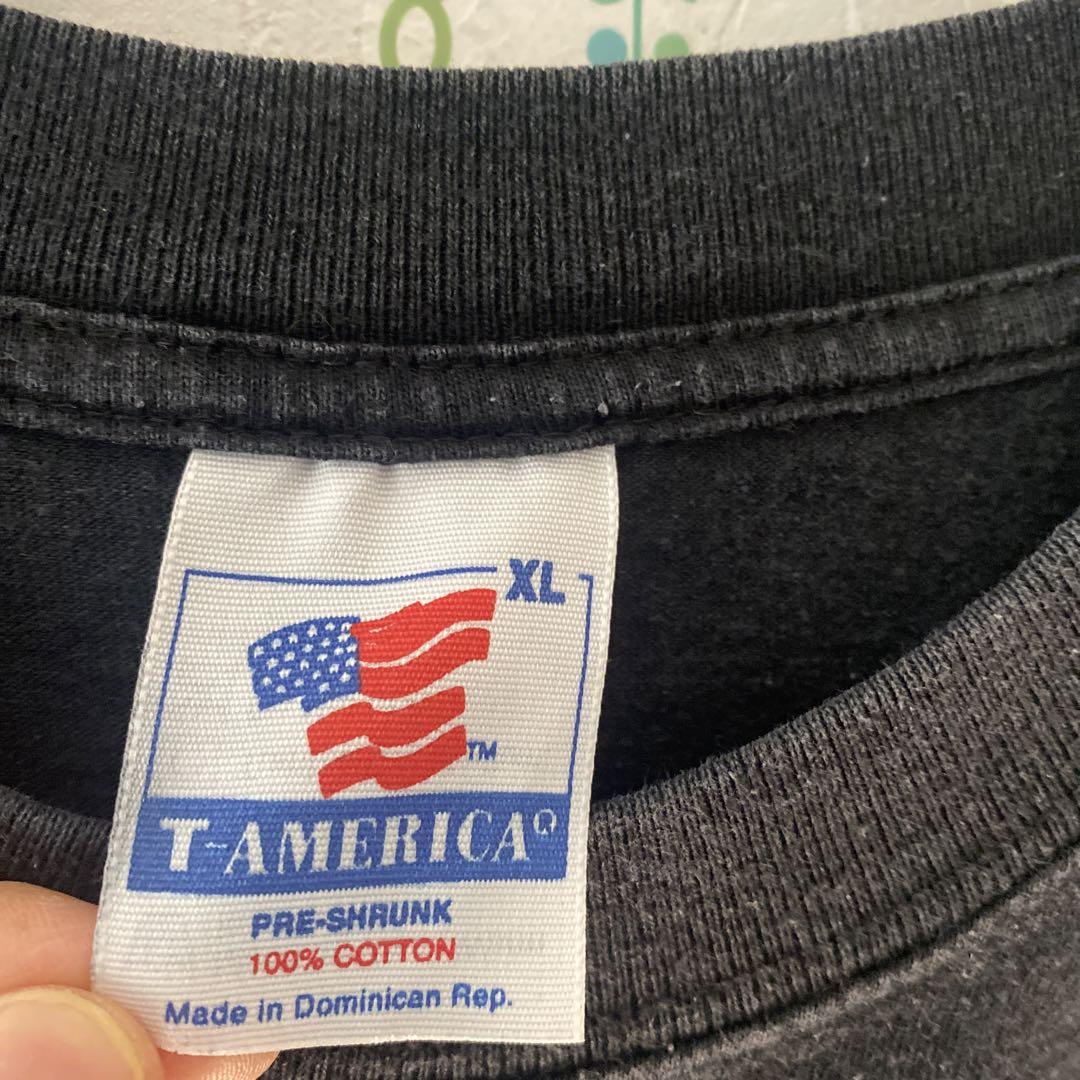 XL
TM
T-AMERICA®
PRE-SHRUNK
100% COTTON
Made in Dominican Rep.